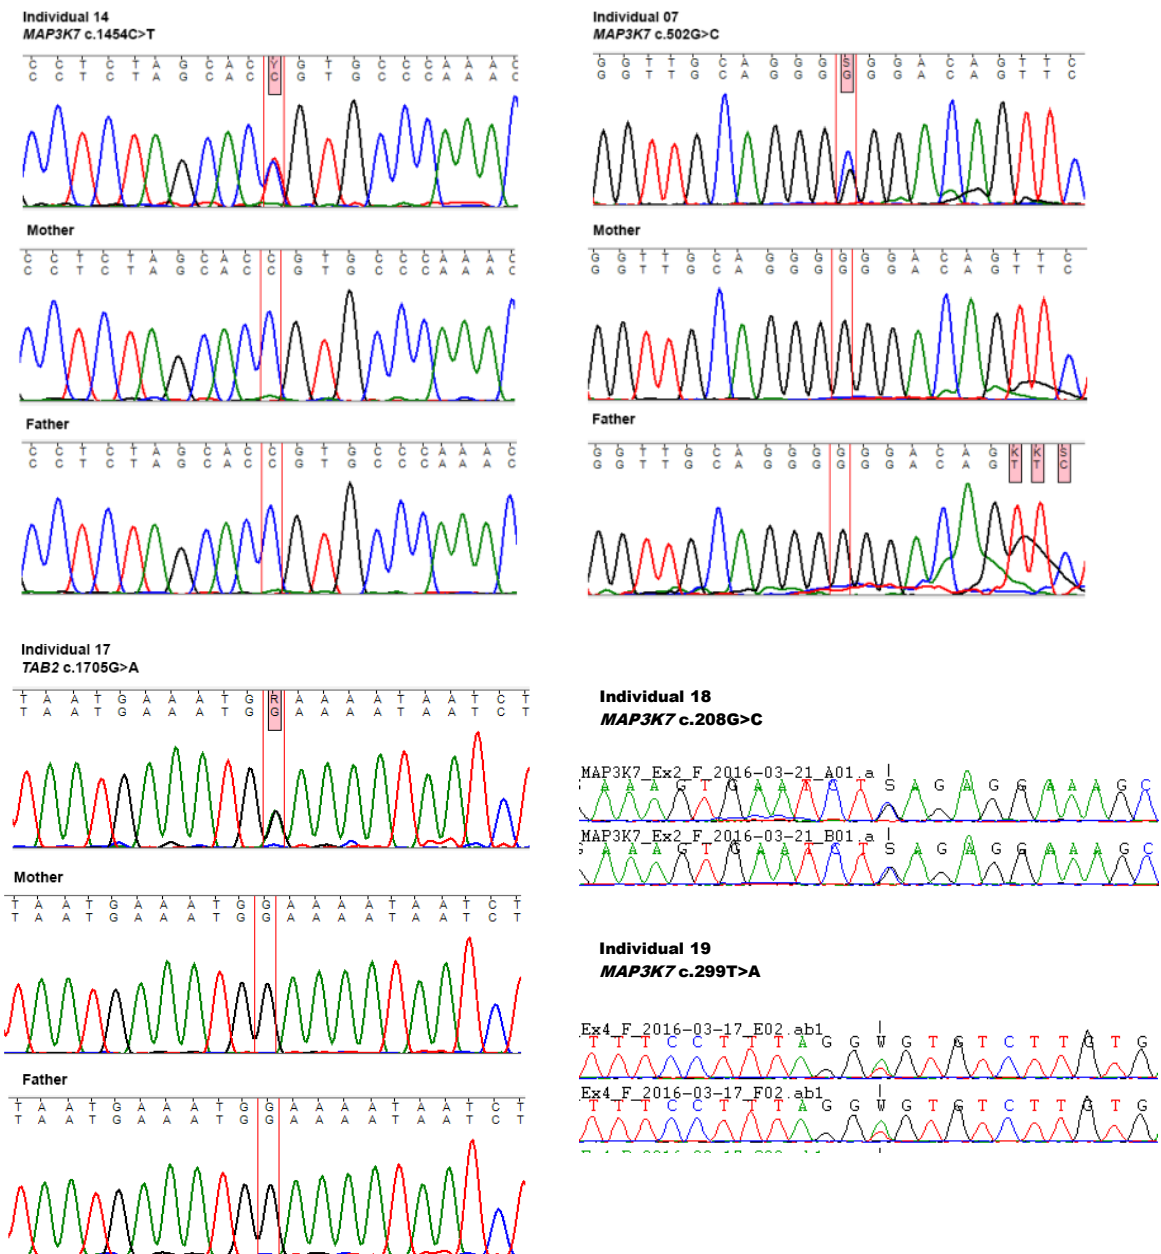 Individual 14
MAP3K7 c.1454C>T
C C T C T A G C A C Y G T G C C C A A A C
C C T C T A G C A C C G T G C C C A A A C
Mother
C C T C T A G C A C C G T G C C C A A A C
C C T C T A G C A C C G T G C C C A A A C
Father
C C T C T A G C A C C G T G C C C A A A C
C C T C T A G C A C C G T G C C C A A A C
Individual 07
MAP3K7 c.502G>C
G G T T G C A G G G S G G A C A G T T C
G G T T G C A G G G G G G A C A G T T C
Mother
G G T T G C A G G G G G G A C A G T T C
G G T T G C A G G G G G G A C A G T T C
Father
G G T T G C A G G G G G G A C A G K K S
G G T T G C A G G G G G G A C A G T T C
Individual 17
TAB2 c.1705G>A
T A A T G A A A T G R A A A A T A A T C T
T A A T G A A A T G G A A A A T A A T C T
Mother
T A A T G A A A T G G A A A A T A A T C T
T A A T G A A A T G G A A A A T A A T C T
Father
T A A T G A A A T G G A A A A T A A T C T
T A A T G A A A T G G A A A A T A A T C T
Individual 18
MAP3K7 c.208G>C
MAP3K7_Ex2_F_2016-03-21_A01.a
A A A G T G A A T C T S A G A G G A A A G C
MAP3K7_Ex2_F_2016-03-21_B01.a
G A A A G T G A A T C T S A G A G G A A A G C
Individual 19
MAP3K7 c.299T>A
Ex4_F_2016-03-17_E02.ab1
T T T C C T T T A G G W G T G T C T T G T G
Ex4_F_2016-03-17_F02.ab1
T T T C C T T T A G G W G T G T C T T G T G